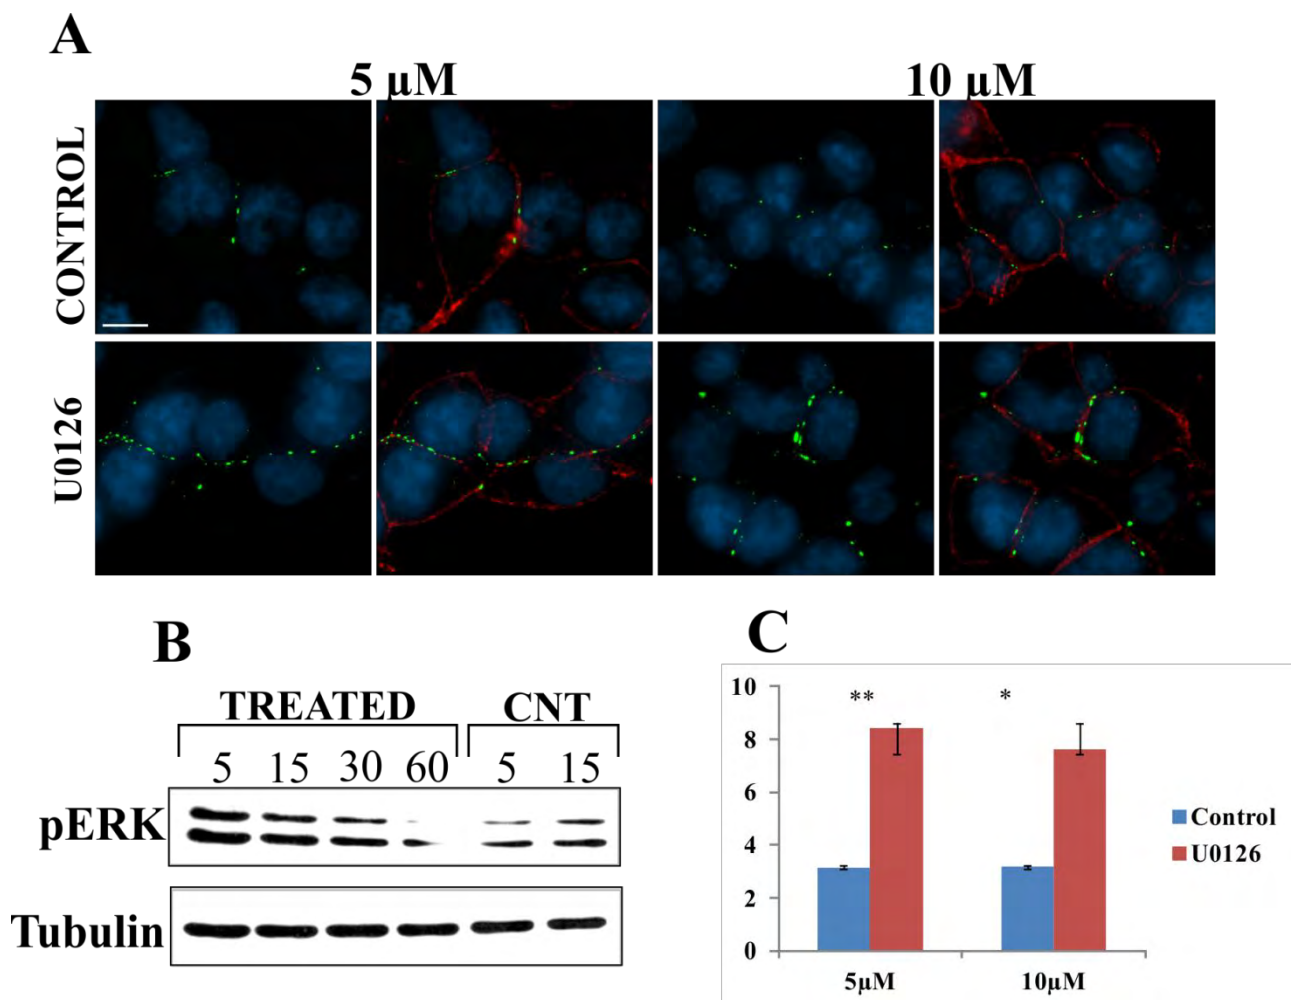 A
5 µM 10 µM
CONTROL
U0126
B
TREATED CNT
5 15 30 60 5 15
pERK
Tubulin
C
10
8
6
4
2
0
** *
5µM 10µM
Control
U0126